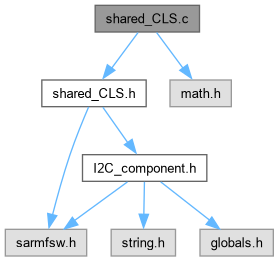 shared_CLS.c
shared_CLS.h
math.h
I2C_component.h
sarmfsw.h
string.h
globals.h